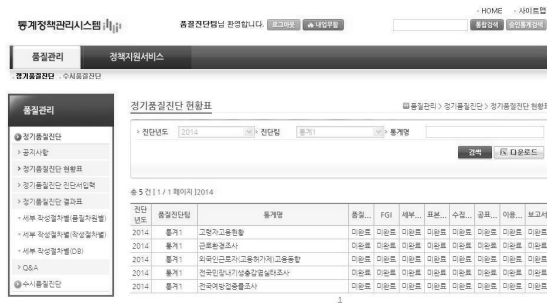 - HOME - 사이트맵
통계정책관리시스템
품질진단팀님 환영합니다. 로그아웃 내업무함
통합검색 승인통계검색
품질관리 정책지원서비스
정기품질진단 수시품질진단
품질관리
정기품질진단
> 공지사항
> 정기품질진단 현황표
> 정기품질진단 진단서입력
> 정기품질진단 결과표
- 세부 작성절차별(품질차원별)
- 세부 작성절차별(작성절차별)
- 세부 작성절차별(DB)
> Q&A
수시품질진단
정기품질진단 현황표
품질관리 > 정기품질진단 > 정기품질진단 현황표
> 진단년도 2014 > 진단팀 통계1 > 통계명
검색 다운로드
총 5 건 [ 1 / 1 페이지 ]2014
진단년도 품질진단팀 통계명 품질... FGI 세부... 표본... 수집... 공표... 이용... 보고서
2014 통계1 고령자고용현황 미완료 미완료 미완료 미완료 미완료 미완료 미완료 미완료
2014 통계1 근로환경조사 미완료 미완료 미완료 미완료 미완료 미완료 미완료 미완료
2014 통계1 외국인근로자(고용허가제)고용동향 미완료 미완료 미완료 미완료 미완료 미완료 미완료 미완료
2014 통계1 전국민장내기생충감염실태조사 미완료 미완료 미완료 미완료 미완료 미완료 미완료 미완료
2014 통계1 전국예방접종률조사 미완료 미완료 미완료 미완료 미완료 미완료 미완료 미완료
1